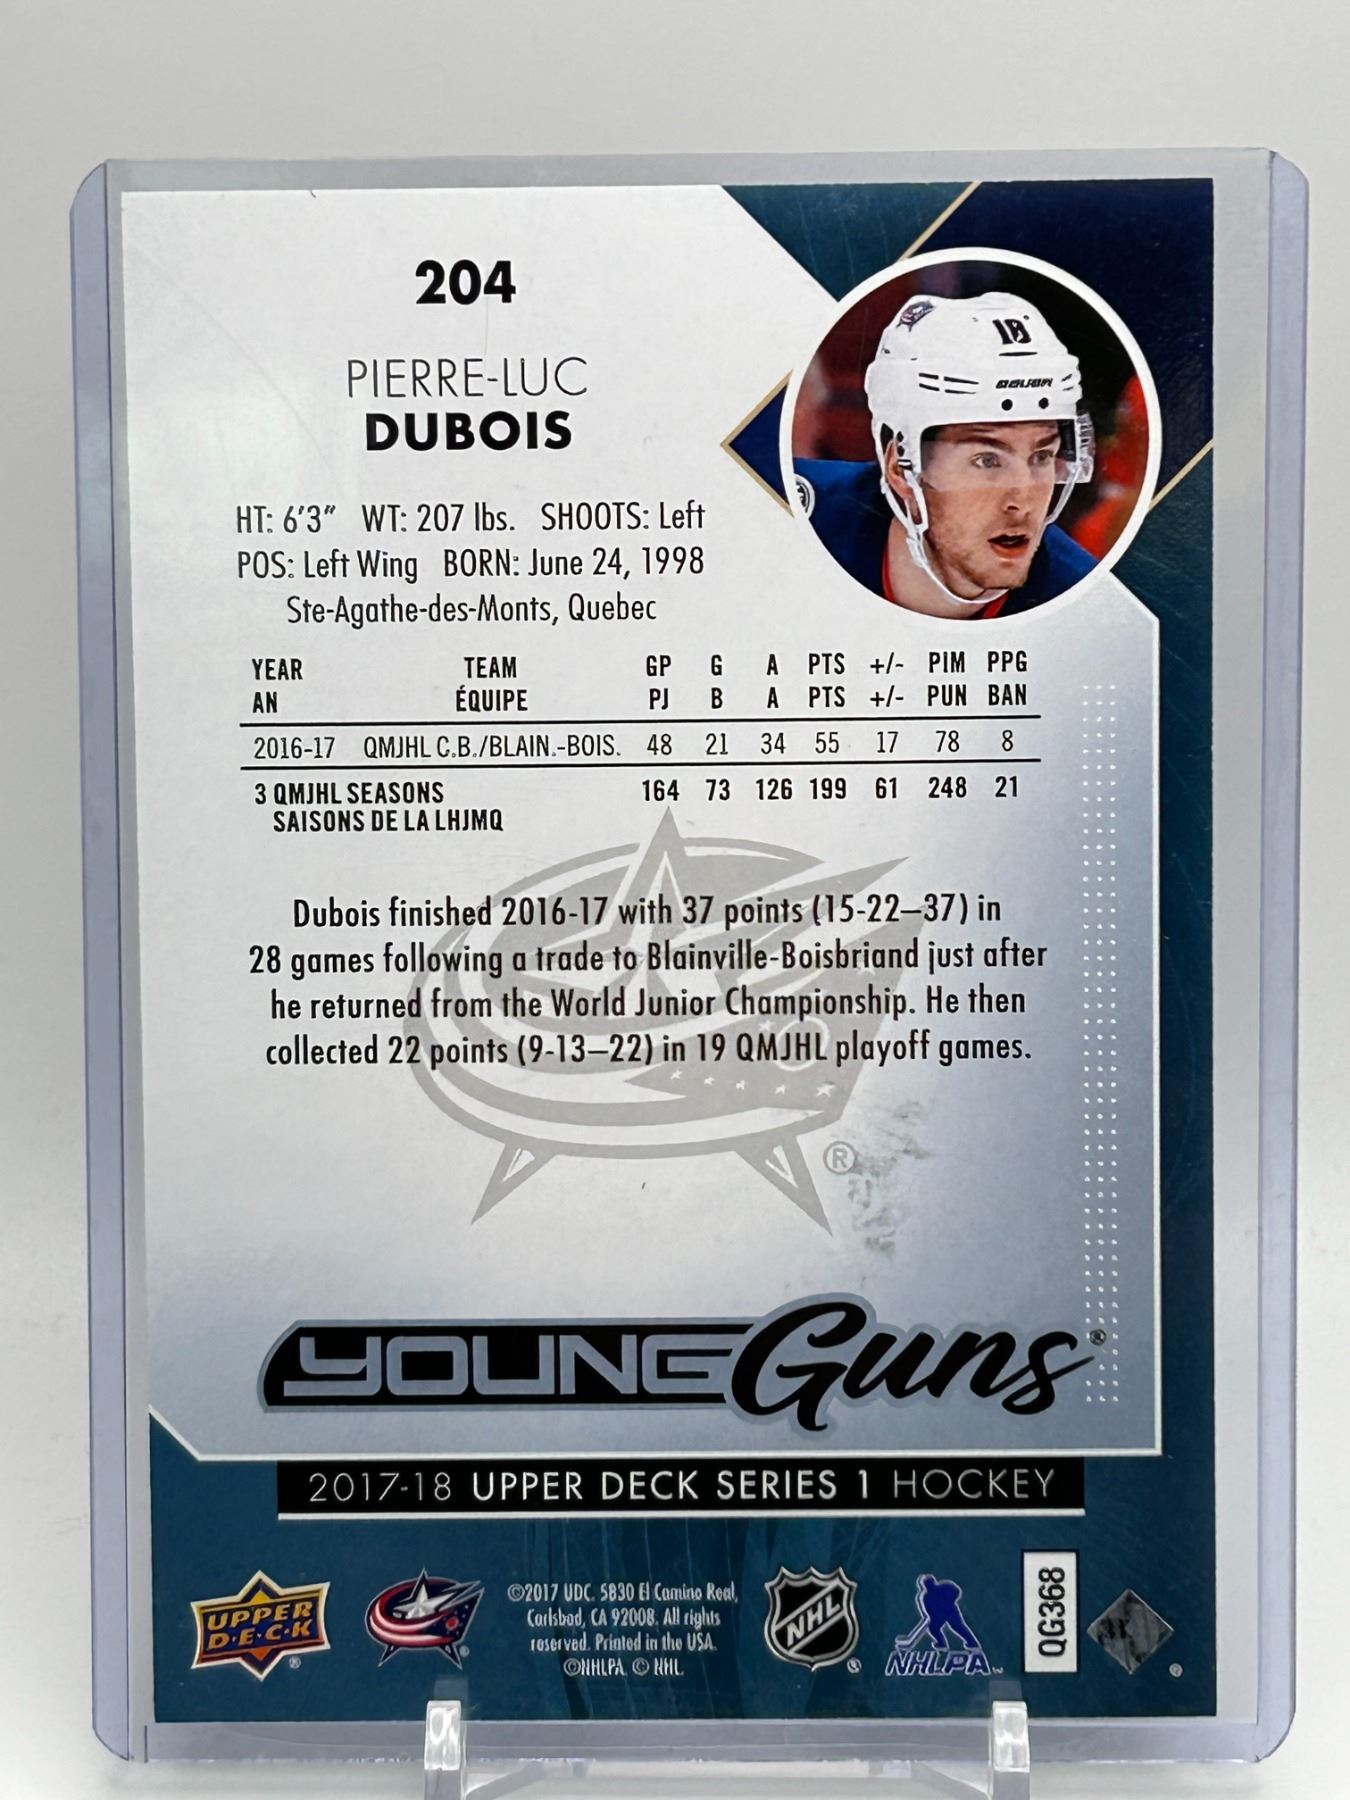 204
PIERRE-LUC
DUBOIS
18
BAUER
HT: 6'3" WT: 207 lbs. SHOOTS: Left
POS: Left Wing BORN: June 24, 1998
Ste-Agathe-des-Monts, Quebec
YEAR TEAM GP G A PTS +/- PIM PPG
AN ÉQUIPE PJ B A PTS +/- PUN BAN
2016-17 QMJHL C.B./BLAIN.-BOIS. 48 21 34 55 17 78 8
3 QMJHL SEASONS 164 73 126 199 61 248 21
SAISONS DE LA LHJMQ
Dubois finished 2016-17 with 37 points (15-22–37) in
28 games following a trade to Blainville-Boisbriand just after
he returned from the World Junior Championship. He then
collected 22 points (9-13–22) in 19 QMJHL playoff games.
®
YOUNG Guns®
2017-18 UPPER DECK SERIES 1 HOCKEY
UPPER
D·E·C·K
®
©2017 UDC. 5830 El Camino Real,
Carlsbad, CA 92008. All rights
reserved. Printed in the USA.
©NHLPA. © NHL.
NHL
NHLPA
QG368